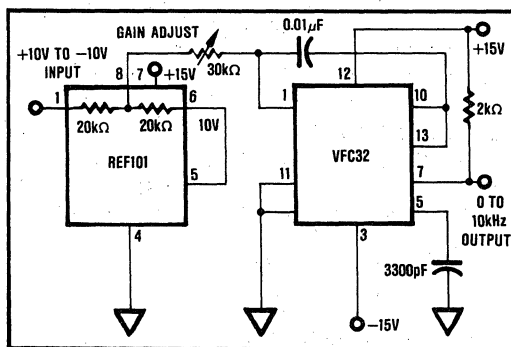 GAIN ADJUST
0.01µF
+10V TO −10V
INPUT
8
7
+15V
30kΩ
12
+15V
1
6
1
10
20kΩ
20kΩ
10V
2kΩ
13
REF101
VFC32
5
11
7
0 TO
10kHz
OUTPUT
5
4
3
3300pF
−15V